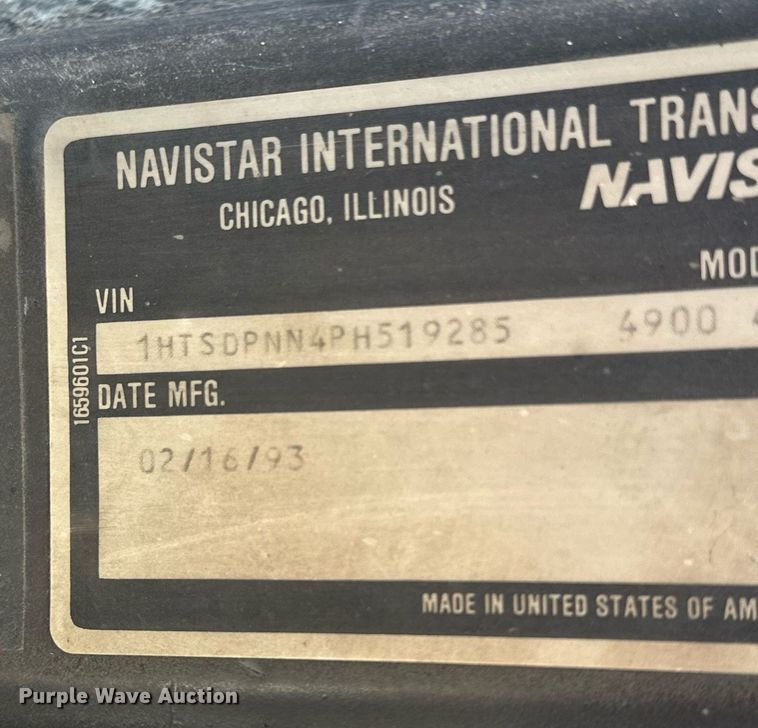 NAVISTAR INTERNATIONAL TRANS
CHICAGO, ILLINOIS
NAVIS
MOD
VIN
1HTSDPNN4PH519285 4900 4
1659601C1
DATE MFG.
02/16/93
MADE IN UNITED STATES OF AM
Purple Wave Auction